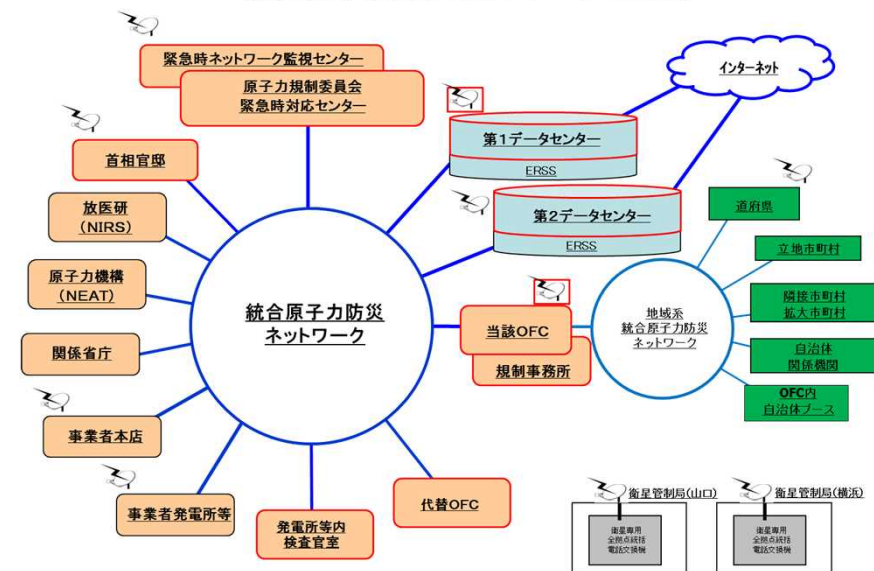 緊急時ネットワーク監視センター
原子力規制委員会
緊急時対応センター
インターネット
第1データセンター
ERSS
首相官邸
第2データセンター
ERSS
放医研
(NIRS)
道府県
立地市町村
原子力機構
(NEAT)
統合原子力防災
ネットワーク
当該OFC
規制事務所
地域系
統合原子力防災
ネットワーク
隣接市町村
拡大市町村
関係省庁
自治体
関係機関
OFC内
自治体ブース
事業者本店
事業者発電所等
発電所等内
検査官室
代替OFC
衛星管制局(山口)
衛星専用
全拠点統括
電話交換機
衛星管制局(横浜)
衛星専用
全拠点統括
電話交換機